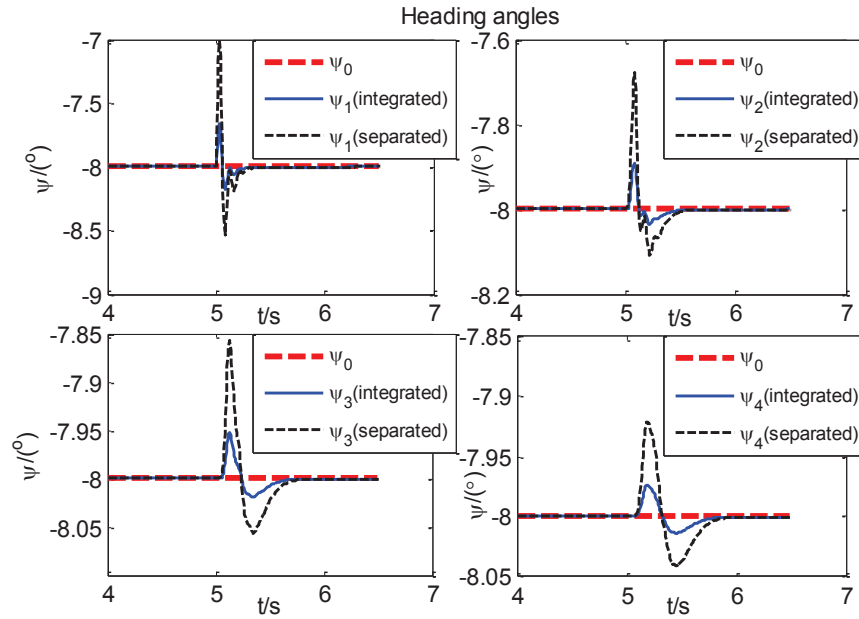 Heading angles
-7
-7.5
-8
-8.5
-9
ψ/(º)
4
5
6
7
t/s
ψ₀
ψ₁(integrated)
ψ₁(separated)
-7.6
-7.8
-8
-8.2
ψ/(°)
4
5
6
7
t/s
ψ₀
ψ₂(integrated)
ψ₂(separated)
-7.85
-7.9
-7.95
-8
-8.05
ψ/(º)
4
5
6
7
t/s
ψ₀
ψ₃(integrated)
ψ₃(separated)
-7.85
-7.9
-7.95
-8
-8.05
ψ/(°)
4
5
6
7
t/s
ψ₀
ψ₄(integrated)
ψ₄(separated)